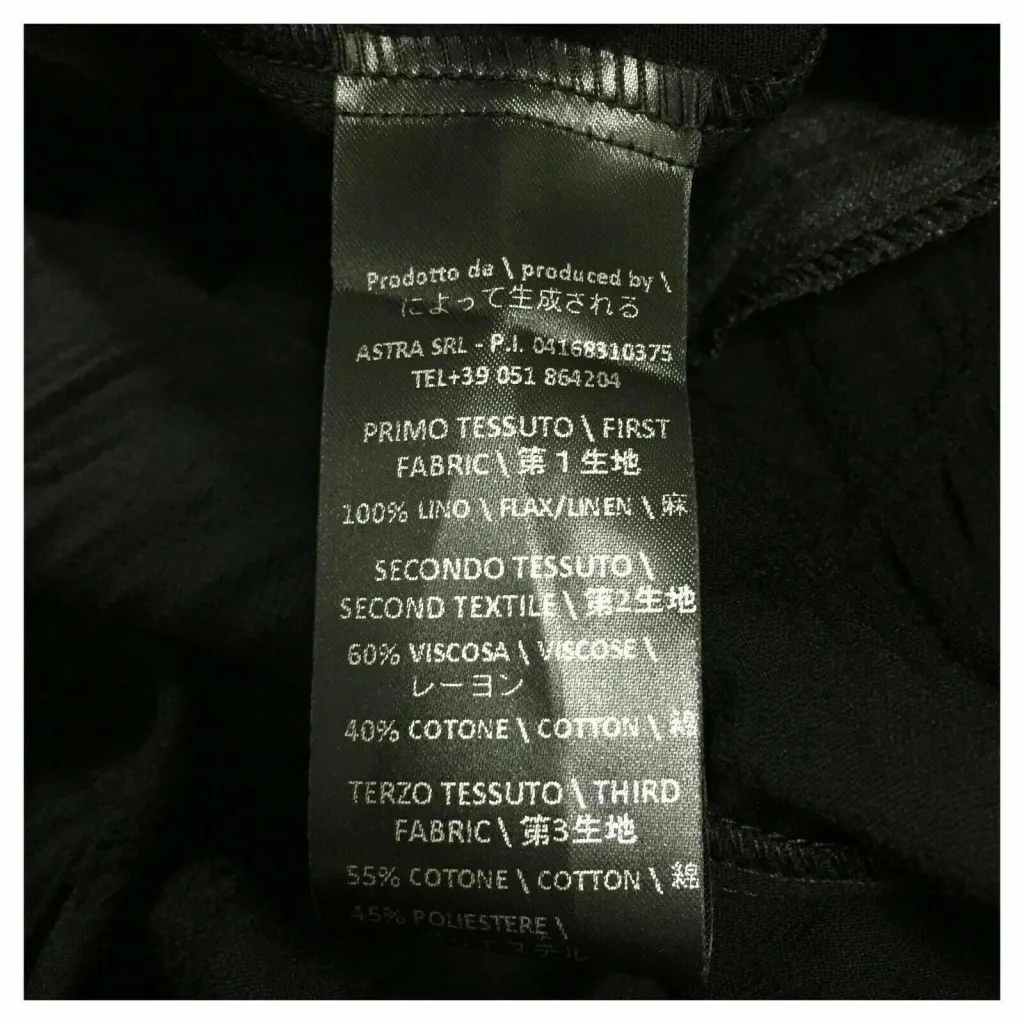 Prodotto da \ produced by \
によって生成される
ASTRA SRL - P.I. 04168310375
TEL+39 051 864204
PRIMO TESSUTO \ FIRST
FABRIC \ 第1生地
100% LINO \ FLAX/LINEN \ 麻
SECONDO TESSUTO \
SECOND TEXTILE \ 第2生地
60% VISCOSA \ VISCOSE \
レーヨン
40% COTONE \ COTTON \ 綿
TERZO TESSUTO \ THIRD
FABRIC \ 第3生地
55% COTONE \ COTTON \ 綿
45% POLIESTERE \